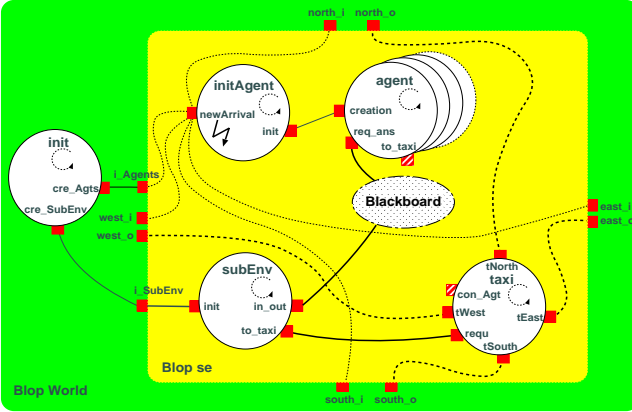 north_i north_o
initAgent
agent
newArrival
creation
init
req_ans
to_taxi
init
i_Agents
cre_Agts
cre_SubEnv
west_i
west_o
Blackboard
east_i
east_o
subEnv
tNorth
taxi
i_SubEnv
init
in_out
con_Agt
tWest
tEast
to_taxi
requ
tSouth
Blop se
Blop World
south_i south_o